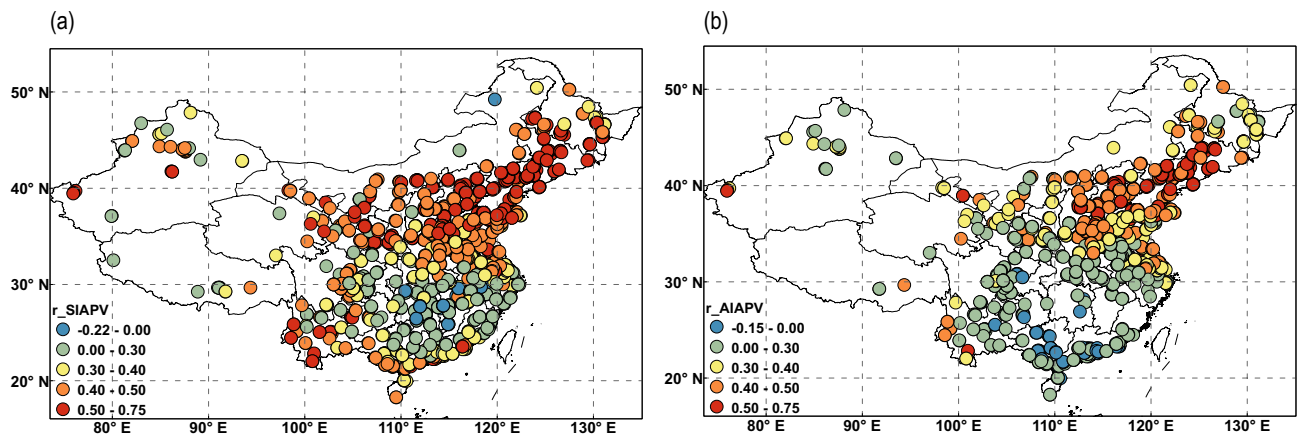 (a)
50° N
40° N
30° N
20° N
r_SIAPV
-0.22 - 0.00
0.00 - 0.30
0.30 - 0.40
0.40 - 0.50
0.50 - 0.75
80° E 90° E 100° E 110° E 120° E 130° E
(b)
50° N
40° N
30° N
20° N
r_AIAPV
-0.15 - 0.00
0.00 - 0.30
0.30 - 0.40
0.40 - 0.50
0.50 - 0.75
80° E 90° E 100° E 110° E 120° E 130° E